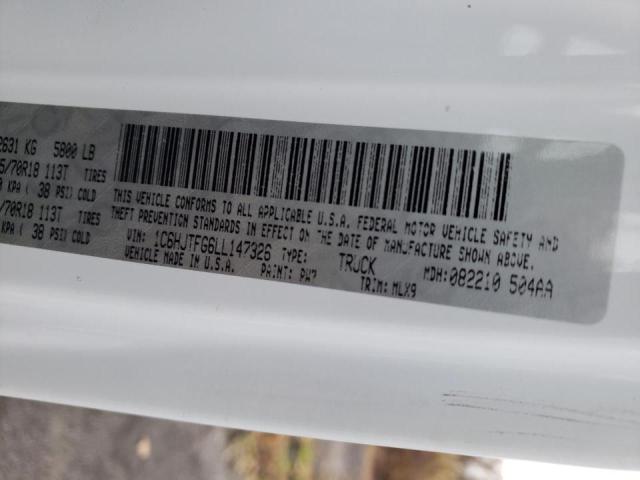 2631 KG 5800 LB
5/70R18 113T TIRES
KPA ( 38 PSI) COLD
/70R18 113T TIRES
KPA ( 38 PSI) COLD
THIS VEHICLE CONFORMS TO ALL APPLICABLE U.S.A. FEDERAL MOTOR VEHICLE SAFETY AND
THEFT PREVENTION STANDARDS IN EFFECT ON THE DATE OF MANUFACTURE SHOWN ABOVE.
VIN: 1C6HJTFG6LL147326 TYPE: TRUCK MDH:082210 504AA
VEHICLE MADE IN U.S.A. PAINT: PW7 TRIM: MLX9